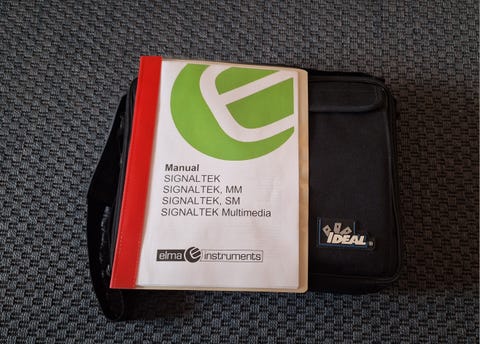 Manual
SIGNALTEK
SIGNALTEK, MM
SIGNALTEK, SM
SIGNALTEK Multimedia
elma instruments
IDEAL